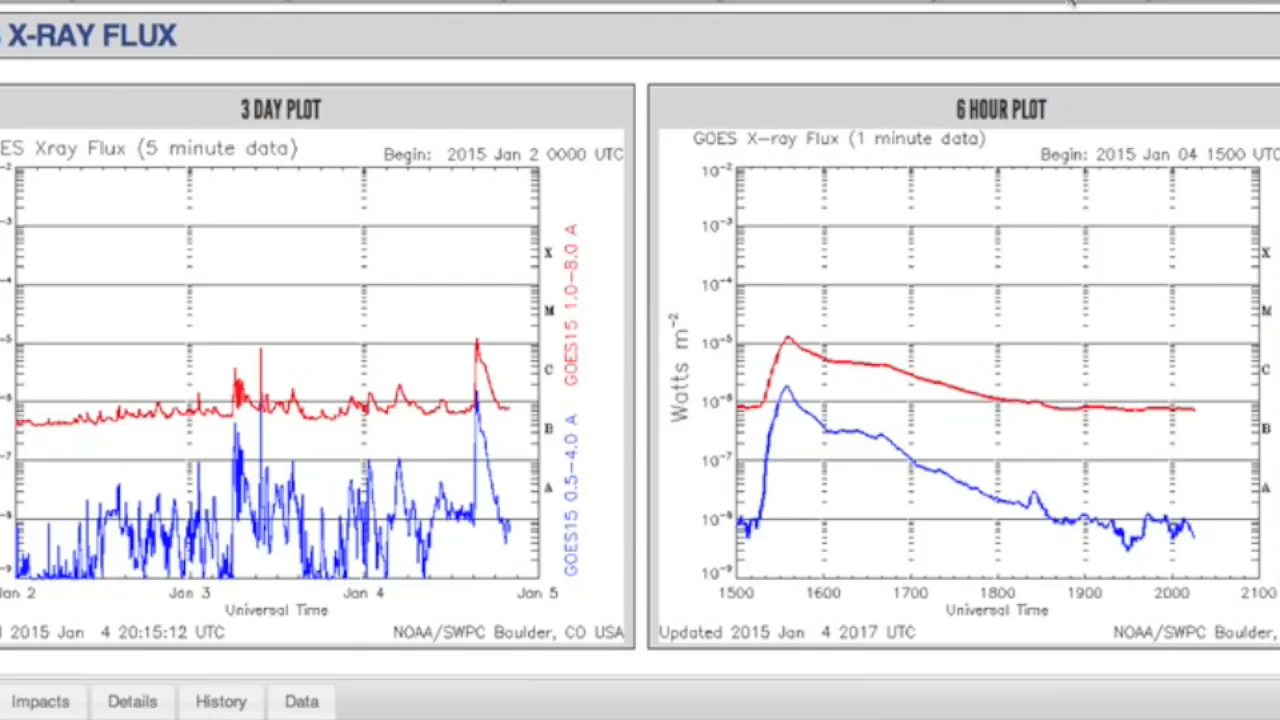 X-RAY FLUX
3 DAY PLOT
ES Xray Flux (5 minute data)
Begin: 2015 Jan 2 0000 UTC
X
M
C
B
A
GOES15 1.0-8.0 A
GOES15 0.5-4.0 A
Jan 2 Jan 3 Jan 4 Jan 5
Universal Time
2015 Jan 4 20:15:12 UTC
NOAA/SWPC Boulder, CO USA
6 HOUR PLOT
GOES X-ray Flux (1 minute data)
Begin: 2015 Jan 04 1500 UTC
Watts m-2
10-2
10-3
10-4
10-5
10-6
10-7
10-8
10-9
X
M
C
B
A
1500 1600 1700 1800 1900 2000 2100
Universal Time
Updated 2015 Jan 4 2017 UTC
NOAA/SWPC Boulder,
Impacts Details History Data